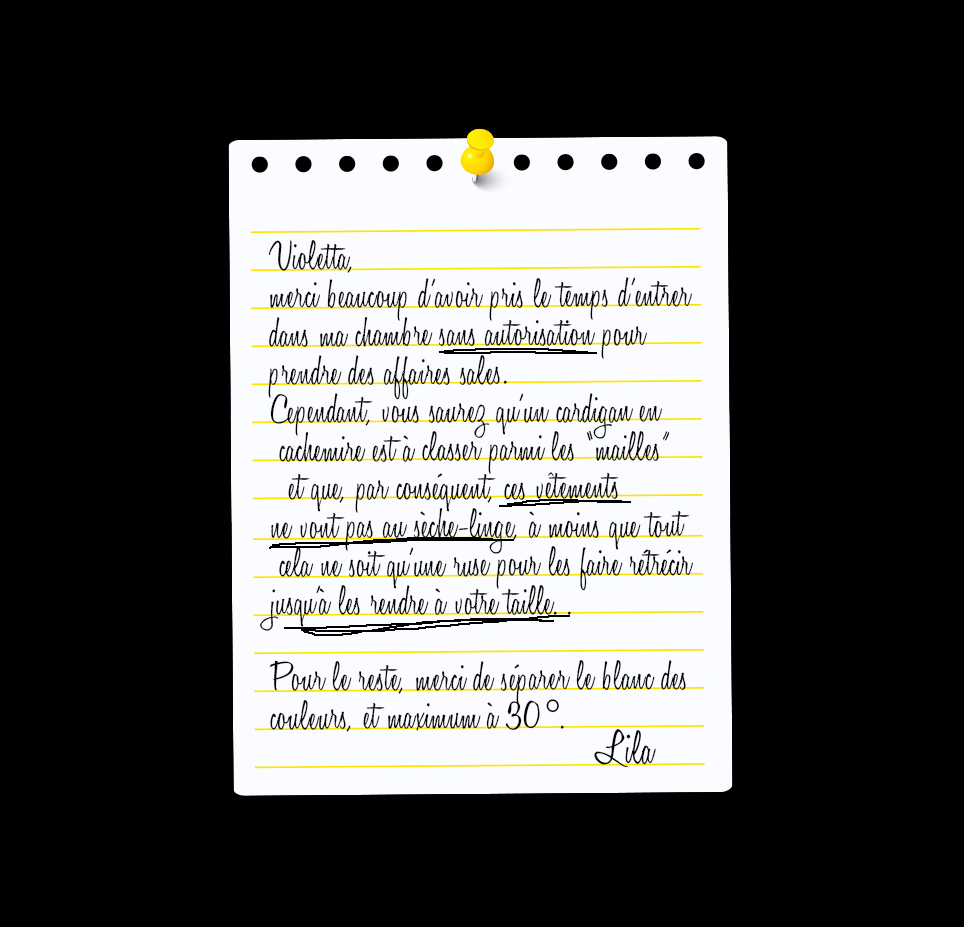 Violetta,
merci beaucoup d'avoir pris le temps d'entrer
dans ma chambre sans autorisation pour
prendre des affaires sales.
Cependant, vous saurez qu'un cardigan en
cachemire est à classer parmi les "mailles"
et que, par conséquent, ces vêtements
ne vont pas au sèche-linge, à moins que tout
cela ne soit qu'une ruse pour les faire rétrécir
jusqu'à les rendre à votre taille. .
Pour le reste, merci de séparer le blanc des
couleurs, et maximum à 30°.
Lila